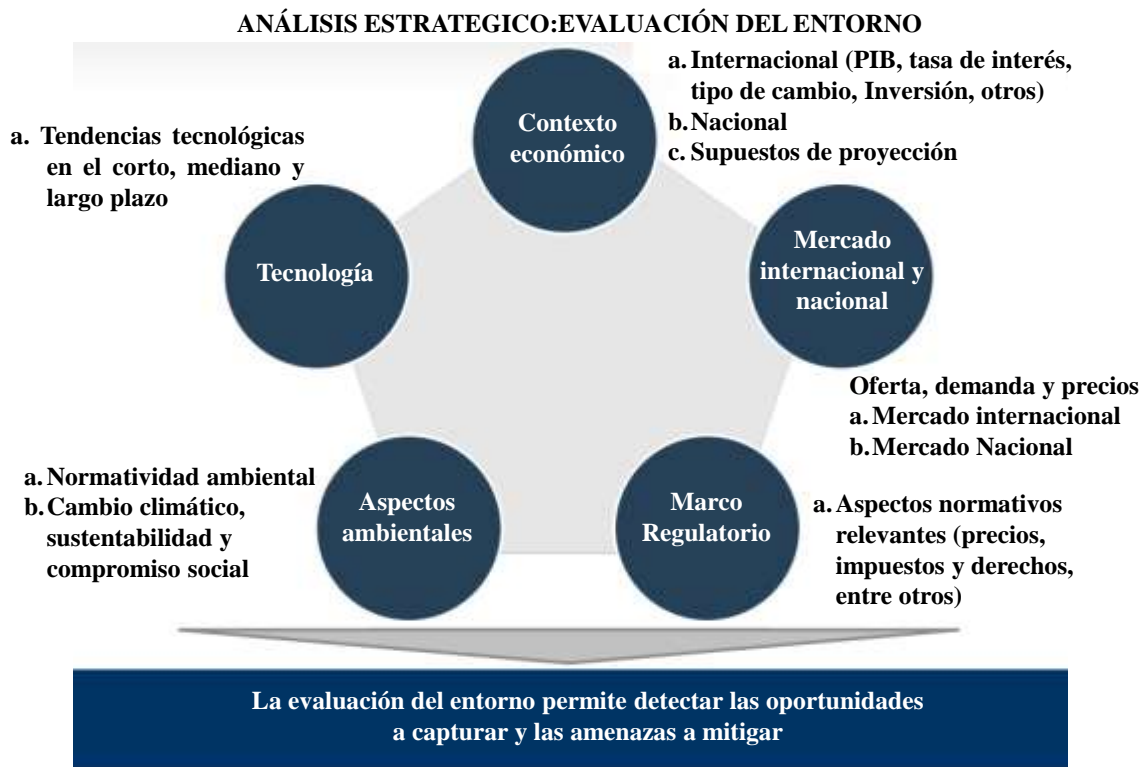 ANÁLISIS ESTRATEGICO:EVALUACIÓN DEL ENTORNO
Contexto
económico
a. Internacional (PIB, tasa de interés,
tipo de cambio, Inversión, otros)
b. Nacional
c. Supuestos de proyección
a. Tendencias tecnológicas
en el corto, mediano y
largo plazo
Tecnología
Mercado
internacional y
nacional
Oferta, demanda y precios
a. Mercado internacional
b. Mercado Nacional
a. Normatividad ambiental
b. Cambio climático,
sustentabilidad y
compromiso social
Aspectos
ambientales
Marco
Regulatorio
a. Aspectos normativos
relevantes (precios,
impuestos y derechos,
entre otros)
La evaluación del entorno permite detectar las oportunidades
a capturar y las amenazas a mitigar